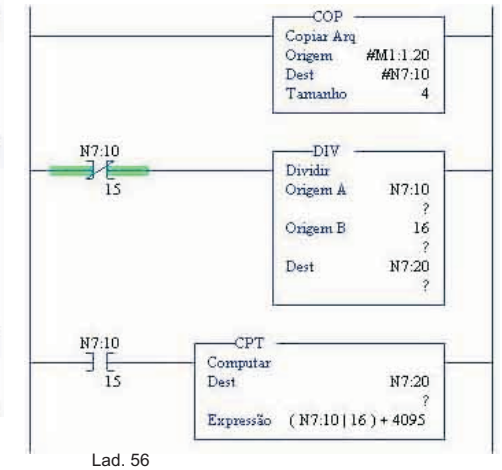 COP
Copiar Arq
Origem #M1:1.20
Dest #N7:10
Tamanho 4
N7:10
15
DIV
Dividir
Origem A N7:10
?
Origem B 16
?
Dest N7:20
?
N7:10
15
CPT
Computar
Dest N7:20
?
Expressão ( N7:10 | 16 ) + 4095
Lad. 56